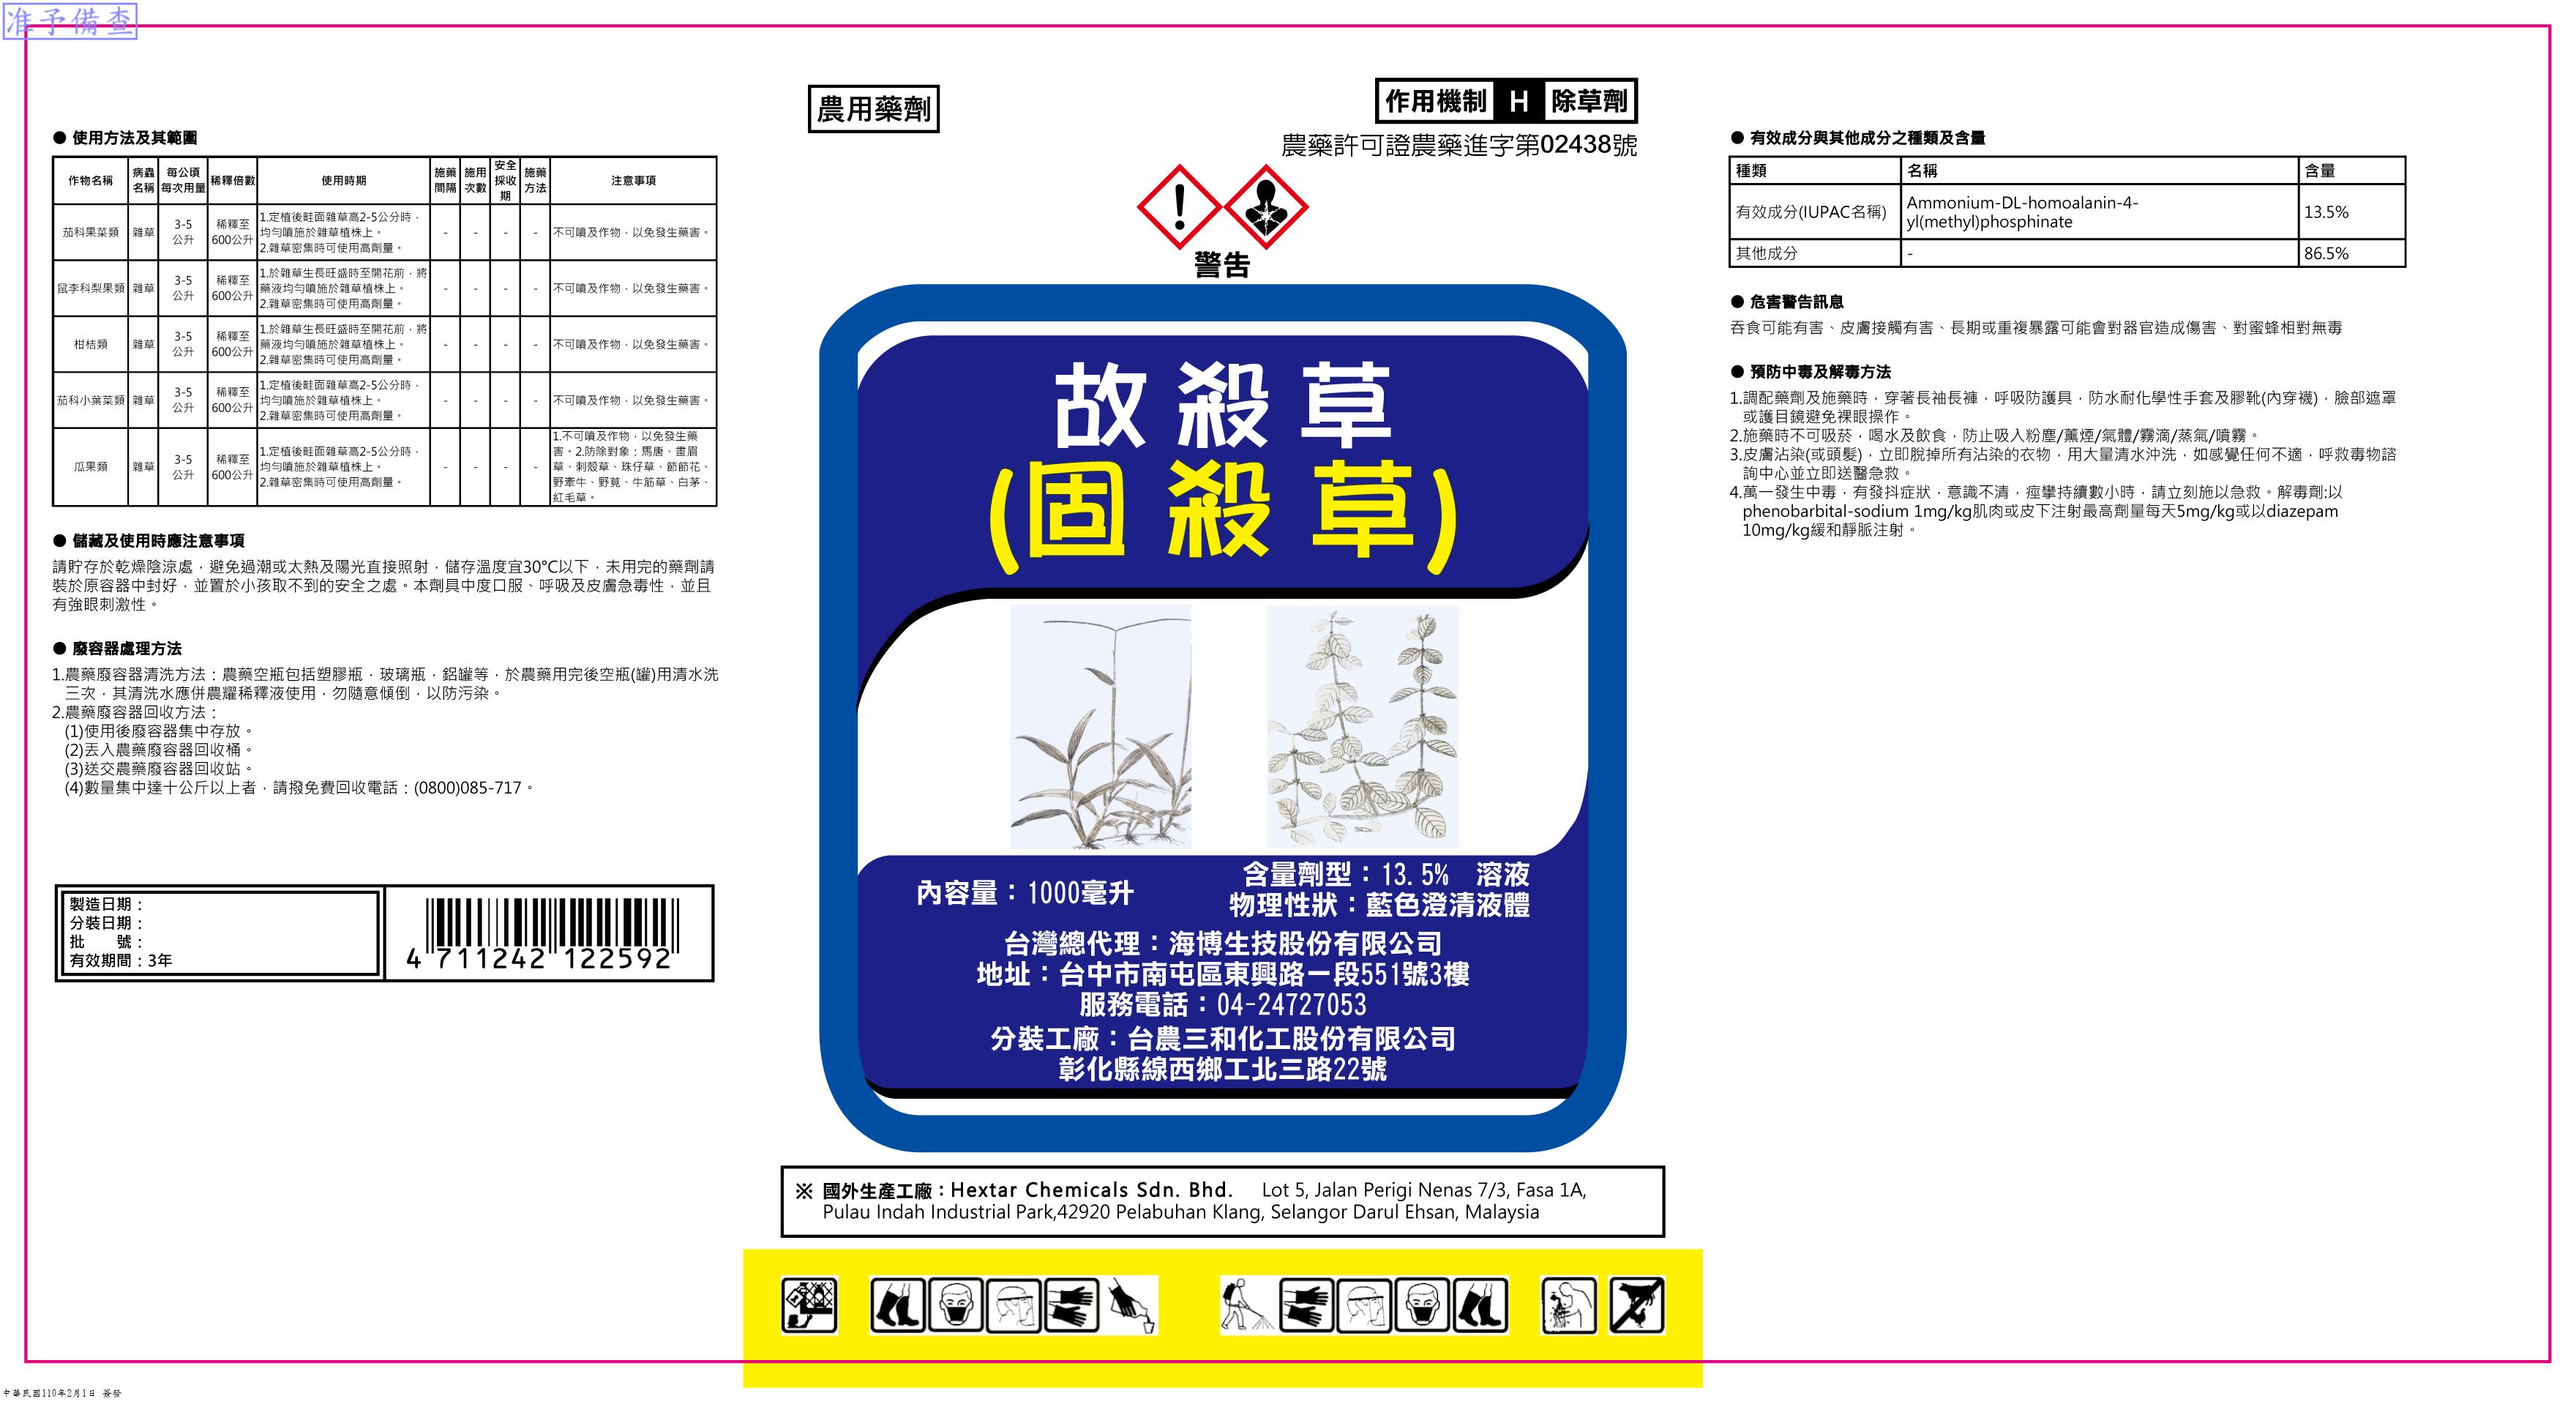 准予備查
● 使用方法及其範圍
作物名稱 病蟲名稱 每公頃每次用量 稀釋倍數 使用時期 施藥間隔 施用次數 安全採收期 施藥方法 注意事項
茄科果菜類 雜草 3-5公升 稀釋至600公升 1.定植後畦面雜草高2-5公分時，均勻噴施於雜草植株上。2.雜草密集時可使用高劑量。 - - - - 不可噴及作物，以免發生藥害。
鼠李科梨果類 雜草 3-5公升 稀釋至600公升 1.於雜草生長旺盛時至開花前，將藥液均勻噴施於雜草植株上。2.雜草密集時可使用高劑量。 - - - - 不可噴及作物，以免發生藥害。
柑桔類 雜草 3-5公升 稀釋至600公升 1.於雜草生長旺盛時至開花前，將藥液均勻噴施於雜草植株上。2.雜草密集時可使用高劑量。 - - - - 不可噴及作物，以免發生藥害。
茄科小葉菜類 雜草 3-5公升 稀釋至600公升 1.定植後畦面雜草高2-5公分時，均勻噴施於雜草植株上。2.雜草密集時可使用高劑量。 - - - - 不可噴及作物，以免發生藥害。
瓜果類 雜草 3-5公升 稀釋至600公升 1.定植後畦面雜草高2-5公分時，均勻噴施於雜草植株上。2.雜草密集時可使用高劑量。 - - - - 1.不可噴及作物，以免發生藥害。2.防除對象：馬唐、畫眉草、刺殼草、珠仔草、節節花、野牽牛、野莧、牛筋草、白茅、紅毛草。
● 儲藏及使用時應注意事項
請貯存於乾燥陰涼處，避免過潮或太熱及陽光直接照射，儲存溫度宜30°C以下，未用完的藥劑請
裝於原容器中封好，並置於小孩取不到的安全之處。本劑具中度口服、呼吸及皮膚急毒性，並且
有強眼刺激性。
● 廢容器處理方法
1.農藥廢容器清洗方法：農藥空瓶包括塑膠瓶，玻璃瓶，鋁罐等，於農藥用完後空瓶(罐)用清水洗
三次，其清洗水應併農耀稀釋液使用，勿隨意傾倒，以防污染。
2.農藥廢容器回收方法：
(1)使用後廢容器集中存放。
(2)丟入農藥廢容器回收桶。
(3)送交農藥廢容器回收站。
(4)數量集中達十公斤以上者，請撥免費回收電話：(0800)085-717。
製造日期：
分裝日期：
批　　號：
有效期間：3年
4 711242 122592
農用藥劑
作用機制 H 除草劑
農藥許可證農藥進字第02438號
警告
故殺草
(固殺草)
內容量：1000毫升
含量劑型：13.5% 溶液
物理性狀：藍色澄清液體
台灣總代理：海博生技股份有限公司
地址：台中市南屯區東興路一段551號3樓
服務電話：04-24727053
分裝工廠：台農三和化工股份有限公司
彰化縣線西鄉工北三路22號
※ 國外生產工廠：Hextar Chemicals Sdn. Bhd. Lot 5, Jalan Perigi Nenas 7/3, Fasa 1A,
Pulau Indah Industrial Park,42920 Pelabuhan Klang, Selangor Darul Ehsan, Malaysia
● 有效成分與其他成分之種類及含量
種類 名稱 含量
有效成分(IUPAC名稱) Ammonium-DL-homoalanin-4-yl(methyl)phosphinate 13.5%
其他成分 - 86.5%
● 危害警告訊息
吞食可能有害、皮膚接觸有害、長期或重複暴露可能會對器官造成傷害、對蜜蜂相對無毒
● 預防中毒及解毒方法
1.調配藥劑及施藥時，穿著長袖長褲，呼吸防護具，防水耐化學性手套及膠靴(內穿襪)，臉部遮罩
或護目鏡避免裸眼操作。
2.施藥時不可吸菸，喝水及飲食，防止吸入粉塵/薰煙/氣體/霧滴/蒸氣/噴霧。
3.皮膚沾染(或頭髮)，立即脫掉所有沾染的衣物，用大量清水沖洗，如感覺任何不適，呼救毒物諮
詢中心並立即送醫急救。
4.萬一發生中毒，有發抖症狀，意識不清，痙攣持續數小時，請立刻施以急救。解毒劑:以
phenobarbital-sodium 1mg/kg肌肉或皮下注射最高劑量每天5mg/kg或以diazepam
10mg/kg緩和靜脈注射。
中華民國110年2月1日 簽發